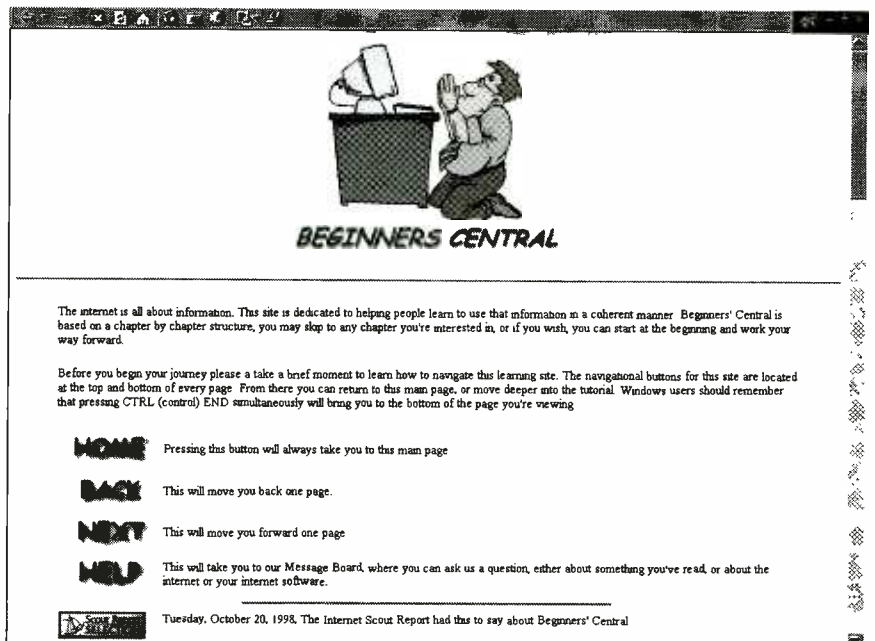 BEGINNERS CENTRAL
The internet is all about information. This site is dedicated to helping people learn to use that information in a coherent manner Beginners' Central is
based on a chapter by chapter structure, you may skip to any chapter you're interested in, or if you wish, you can start at the beginning and work your
way forward.
Before you begin your journey please a take a brief moment to learn how to navigate this learning site. The navigational buttons for this site are located
at the top and bottom of every page From there you can return to this main page, or move deeper into the tutorial. Windows users should remember
that pressing CTRL (control) END simultaneously will bring you to the bottom of the page you're viewing
HOME Pressing this button will always take you to this main page
BACK This will move you back one page.
NEXT This will move you forward one page
HELP This will take you to our Message Board, where you can ask us a question, either about something you've read, or about the
internet or your internet software.
Scout Report
SELECTION
Tuesday, October 20, 1998, The Internet Scout Report had this to say about Beginners' Central